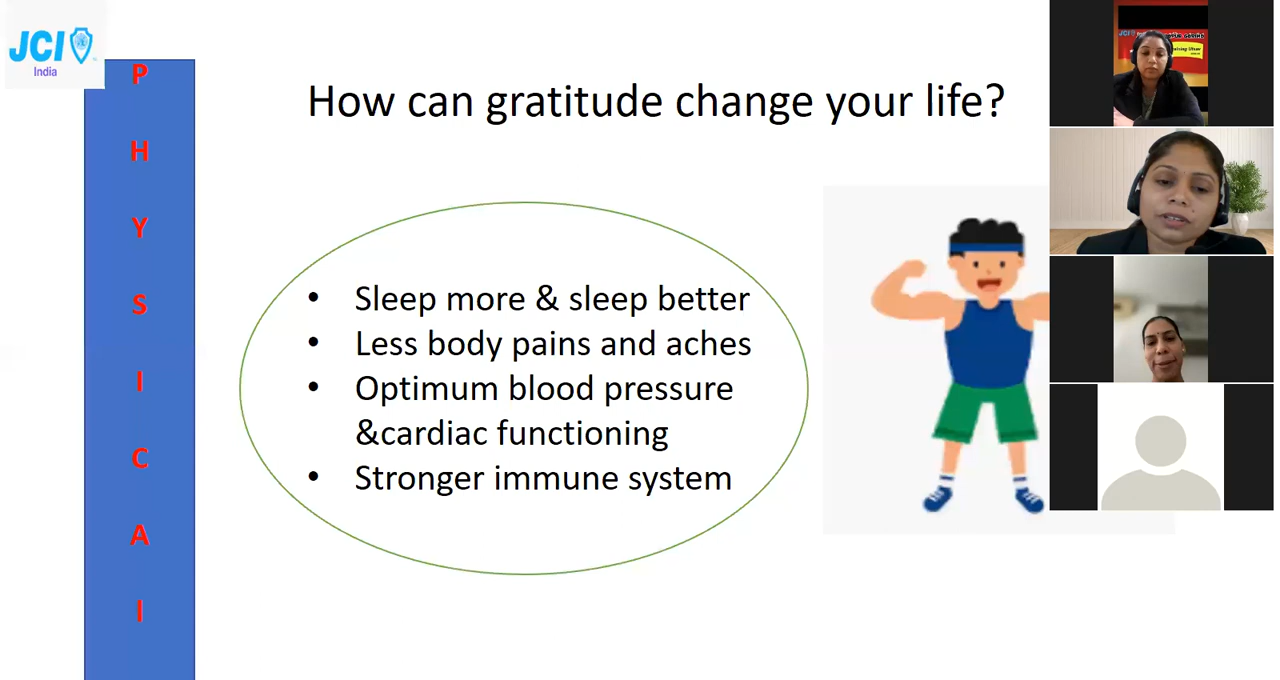 JCI
India
P
H
Y
S
I
C
A
l
How can gratitude change your life?
• Sleep more & sleep better
• Less body pains and aches
• Optimum blood pressure
&cardiac functioning
• Stronger immune system
JCI